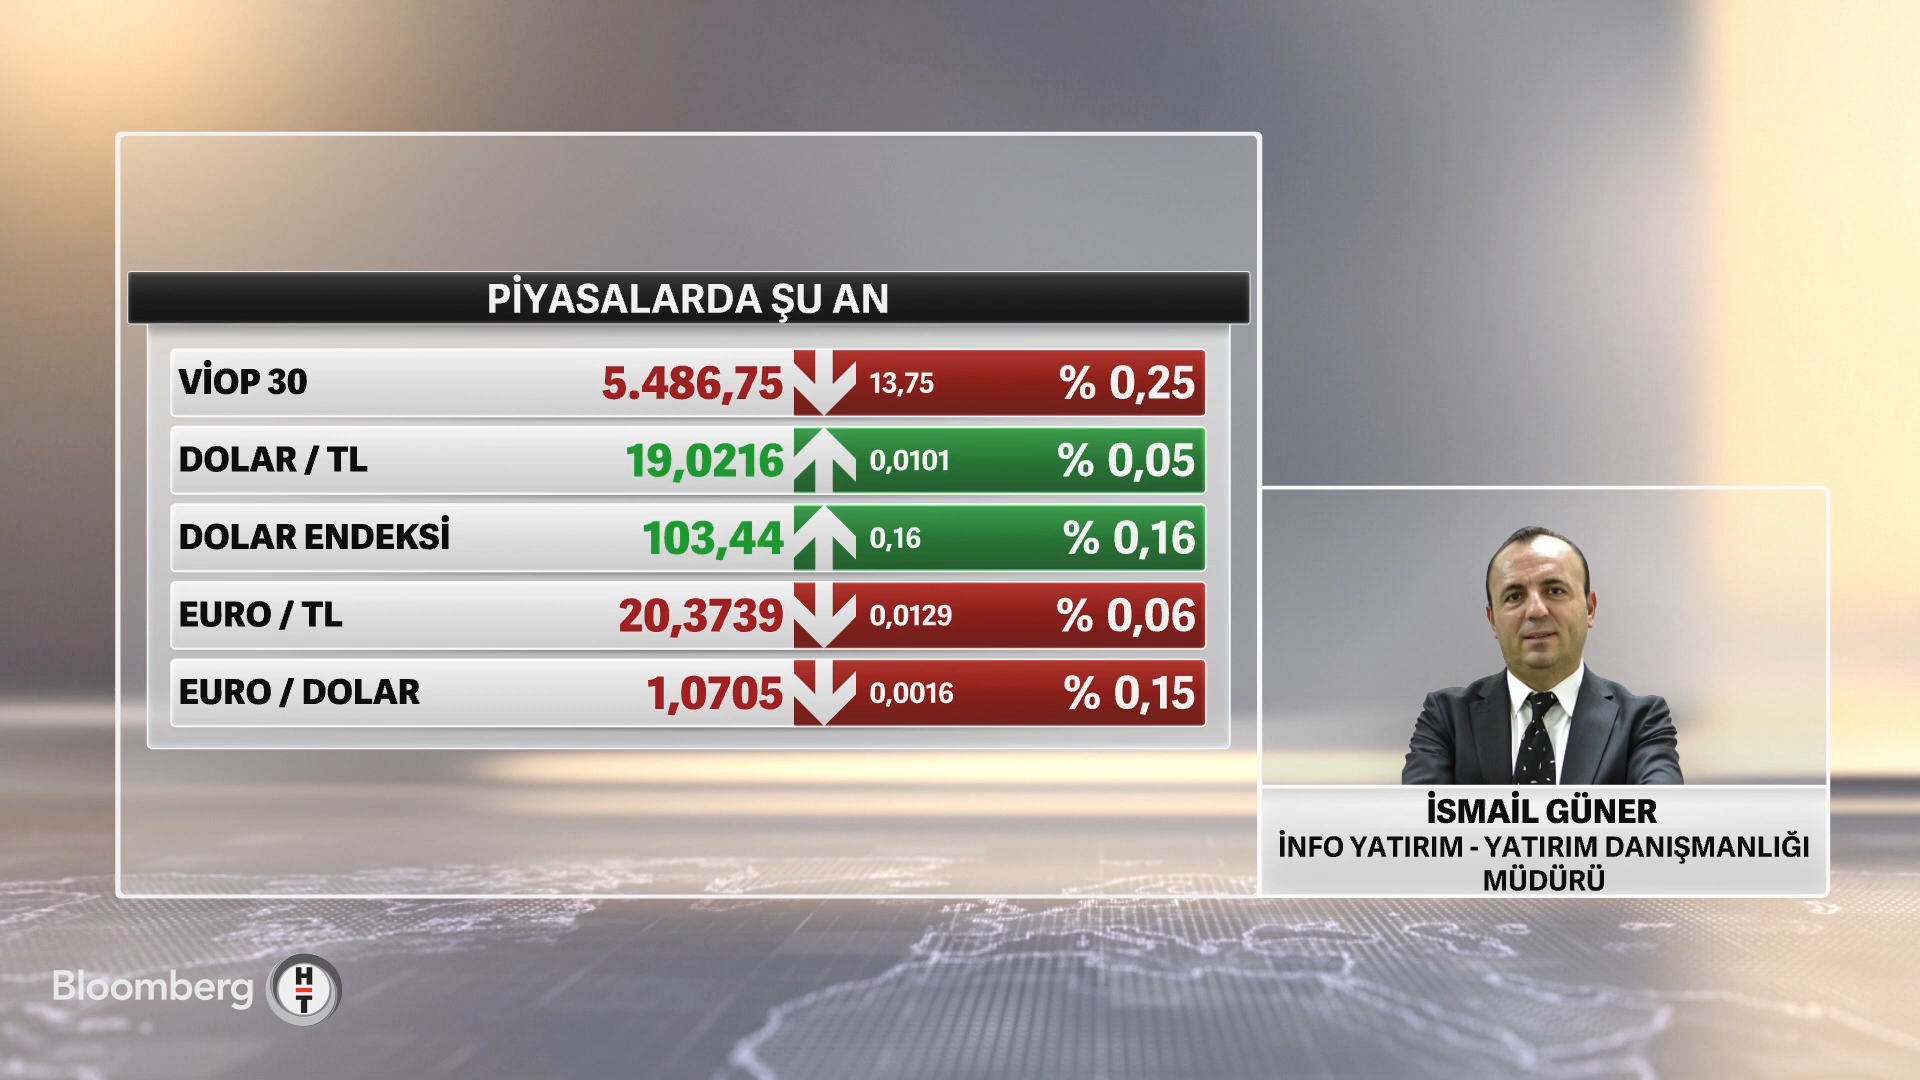 PİYASALARDA ŞU AN
VİOP 30 5.486,75 13,75 % 0,25
DOLAR / TL 19,0216 0,0101 % 0,05
DOLAR ENDEKSİ 103,44 0,16 % 0,16
EURO / TL 20,3739 0,0129 % 0,06
EURO / DOLAR 1,0705 0,0016 % 0,15
İSMAİL GÜNER
İNFO YATIRIM - YATIRIM DANIŞMANLIĞI
MÜDÜRÜ
Bloomberg HT